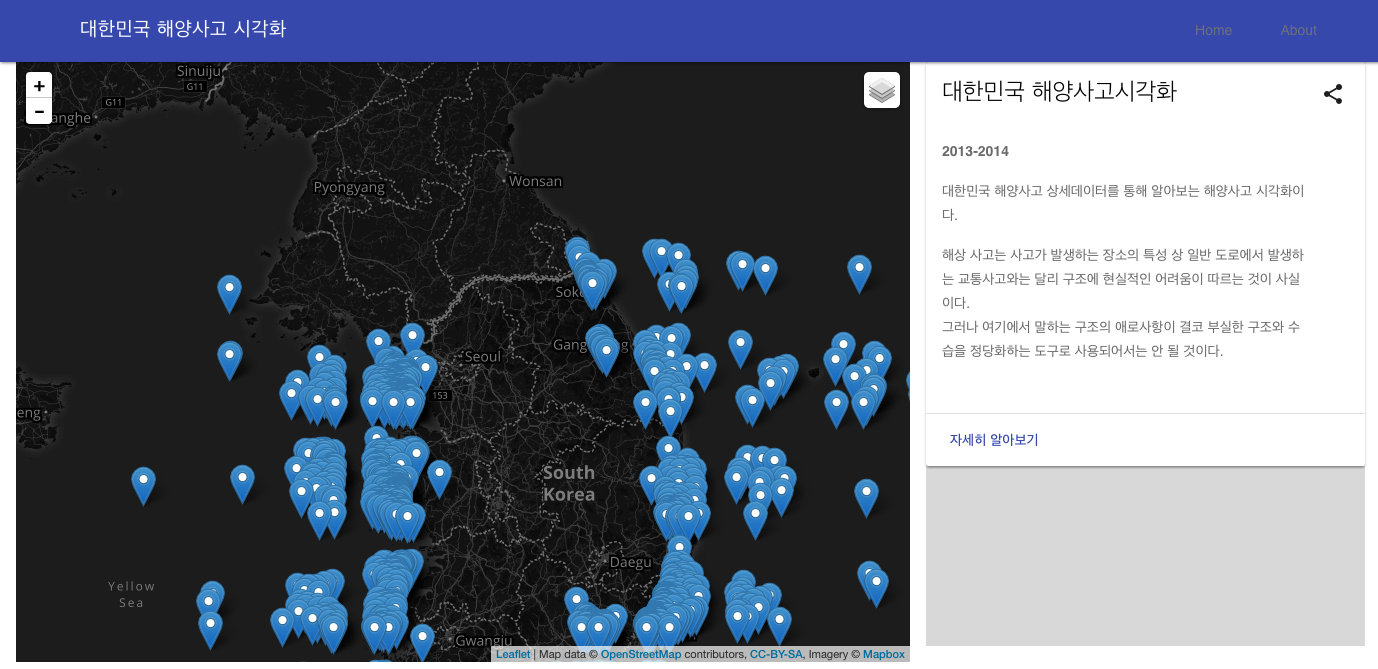 대한민국 해양사고 시각화
Home
About
+
-
Sinuiju
G11
G11
anghe
Pyongyang
Wonsan
Seoul
153
eng
South
Korea
Daegu
Yellow
Sea
Gwangju
Leaflet | Map data © OpenStreetMap contributors, CC-BY-SA, Imagery © Mapbox
대한민국 해양사고시각화
2013-2014
대한민국 해양사고 상세데이터를 통해 알아보는 해양사고 시각화이
다.
해상 사고는 사고가 발생하는 장소의 특성 상 일반 도로에서 발생하
는 교통사고와는 달리 구조에 현실적인 어려움이 따르는 것이 사실
이다.
그러나 여기에서 말하는 구조의 애로사항이 결코 부실한 구조와 수
습을 정당화하는 도구로 사용되어서는 안 될 것이다.
자세히 알아보기